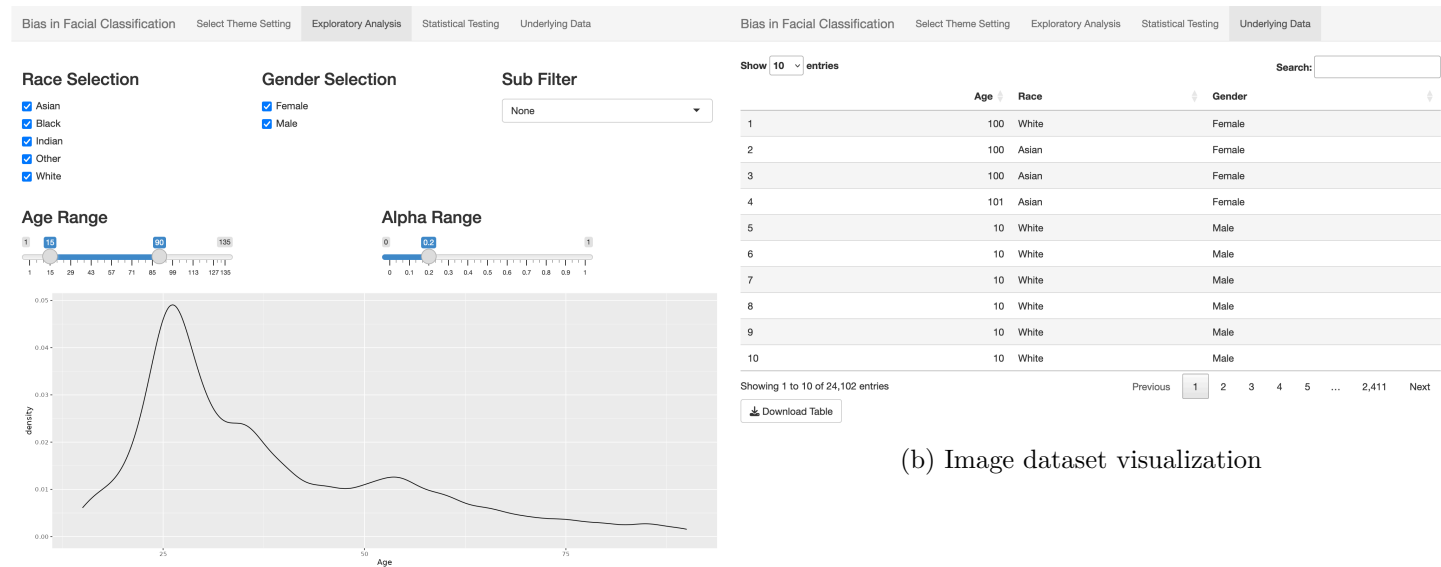 Bias in Facial Classification Select Theme Setting Exploratory Analysis Statistical Testing Underlying Data
Race Selection Gender Selection Sub Filter
Asian Female None
Black Male
Indian
Other
White
Age Range Alpha Range
1 15 90 135 0 0.2 1
1 15 29 43 57 71 85 99 113 127 135 0 0.1 0.2 0.3 0.4 0.5 0.6 0.7 0.8 0.9 1
0.05
0.04
0.03
density
0.02
0.01
0.00
25 50 75
Age
Bias in Facial Classification Select Theme Setting Exploratory Analysis Statistical Testing Underlying Data
Show 10 entries Search:
Age Race Gender
1 100 White Female
2 100 Asian Female
3 100 Asian Female
4 101 Asian Female
5 10 White Male
6 10 White Male
7 10 White Male
8 10 White Male
9 10 White Male
10 10 White Male
Showing 1 to 10 of 24,102 entries Previous 1 2 3 4 5 ... 2,411 Next
Download Table
(b) Image dataset visualization